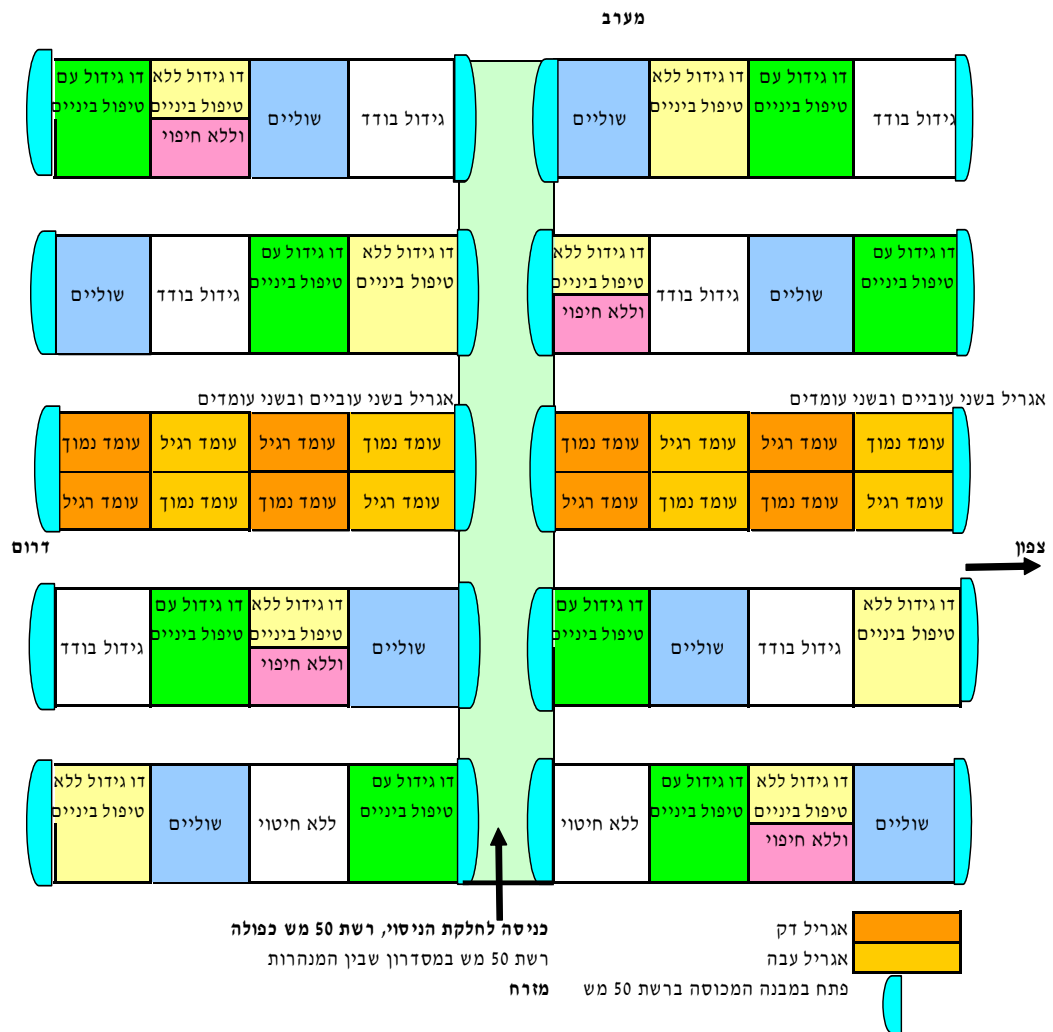 מערב
דו גידול עם
טיפול ביניים
דו גידול ללא
טיפול ביניים
וללא חיפוי
שוליים
גידול בודד
שוליים
דו גידול ללא
טיפול ביניים
דו גידול עם
טיפול ביניים
גידול בודד
שוליים
גידול בודד
דו גידול עם
טיפול ביניים
דו גידול ללא
טיפול ביניים
דו גידול ללא
טיפול ביניים
וללא חיפוי
גידול בודד
שוליים
דו גידול עם
טיפול ביניים
אגריל בשני עוביים ובשני עומדים
אגריל בשני עוביים ובשני עומדים
עומד נמוך
עומד רגיל
עומד רגיל
עומד נמוך
עומד נמוך
עומד רגיל
עומד רגיל
עומד נמוך
עומד רגיל
עומד נמוך
עומד נמוך
עומד רגיל
עומד רגיל
עומד נמוך
עומד נמוך
עומד רגיל
דרום
צפון
גידול בודד
דו גידול עם
טיפול ביניים
דו גידול ללא
טיפול ביניים
וללא חיפוי
שוליים
דו גידול עם
טיפול ביניים
שוליים
גידול בודד
דו גידול ללא
טיפול ביניים
דו גידול ללא
טיפול ביניים
שוליים
ללא חיטוי
דו גידול עם
טיפול ביניים
ללא חיטוי
דו גידול עם
טיפול ביניים
דו גידול ללא
טיפול ביניים
וללא חיפוי
שוליים
כניסה לחלקת הניסוי, רשת 50 מש כפולה
רשת 50 מש במסדרון שבין המנהרות
מזרח
אגריל דק
אגריל עבה
פתח במבנה המכוסה ברשת 50 מש